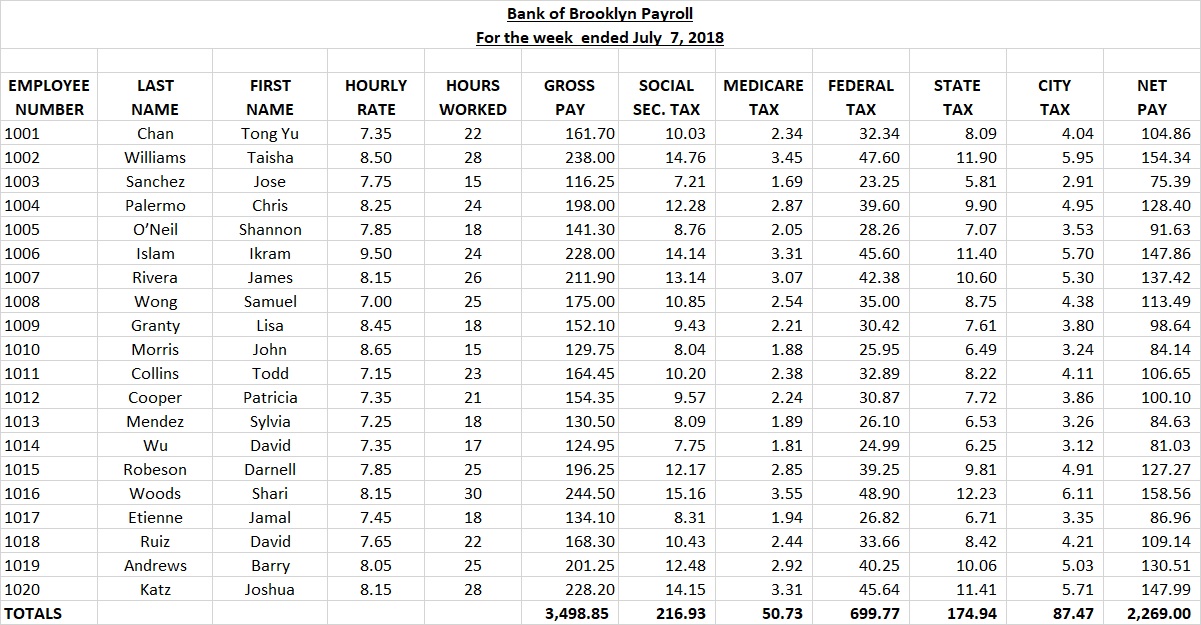 Bank of Brooklyn Payroll
For the week ended July 7, 2018
EMPLOYEE LAST FIRST HOURLY HOURS GROSS SOCIAL MEDICARE FEDERAL STATE CITY NET
NUMBER NAME NAME RATE WORKED PAY SEC. TAX TAX TAX TAX TAX PAY
1001 Chan Tong Yu 7.35 22 161.70 10.03 2.34 32.34 8.09 4.04 104.86
1002 Williams Taisha 8.50 28 238.00 14.76 3.45 47.60 11.90 5.95 154.34
1003 Sanchez Jose 7.75 15 116.25 7.21 1.69 23.25 5.81 2.91 75.39
1004 Palermo Chris 8.25 24 198.00 12.28 2.87 39.60 9.90 4.95 128.40
1005 O’Neil Shannon 7.85 18 141.30 8.76 2.05 28.26 7.07 3.53 91.63
1006 Islam Ikram 9.50 24 228.00 14.14 3.31 45.60 11.40 5.70 147.86
1007 Rivera James 8.15 26 211.90 13.14 3.07 42.38 10.60 5.30 137.42
1008 Wong Samuel 7.00 25 175.00 10.85 2.54 35.00 8.75 4.38 113.49
1009 Granty Lisa 8.45 18 152.10 9.43 2.21 30.42 7.61 3.80 98.64
1010 Morris John 8.65 15 129.75 8.04 1.88 25.95 6.49 3.24 84.14
1011 Collins Todd 7.15 23 164.45 10.20 2.38 32.89 8.22 4.11 106.65
1012 Cooper Patricia 7.35 21 154.35 9.57 2.24 30.87 7.72 3.86 100.10
1013 Mendez Sylvia 7.25 18 130.50 8.09 1.89 26.10 6.53 3.26 84.63
1014 Wu David 7.35 17 124.95 7.75 1.81 24.99 6.25 3.12 81.03
1015 Robeson Darnell 7.85 25 196.25 12.17 2.85 39.25 9.81 4.91 127.27
1016 Woods Shari 8.15 30 244.50 15.16 3.55 48.90 12.23 6.11 158.56
1017 Etienne Jamal 7.45 18 134.10 8.31 1.94 26.82 6.71 3.35 86.96
1018 Ruiz David 7.65 22 168.30 10.43 2.44 33.66 8.42 4.21 109.14
1019 Andrews Barry 8.05 25 201.25 12.48 2.92 40.25 10.06 5.03 130.51
1020 Katz Joshua 8.15 28 228.20 14.15 3.31 45.64 11.41 5.71 147.99
TOTALS 3,498.85 216.93 50.73 699.77 174.94 87.47 2,269.00